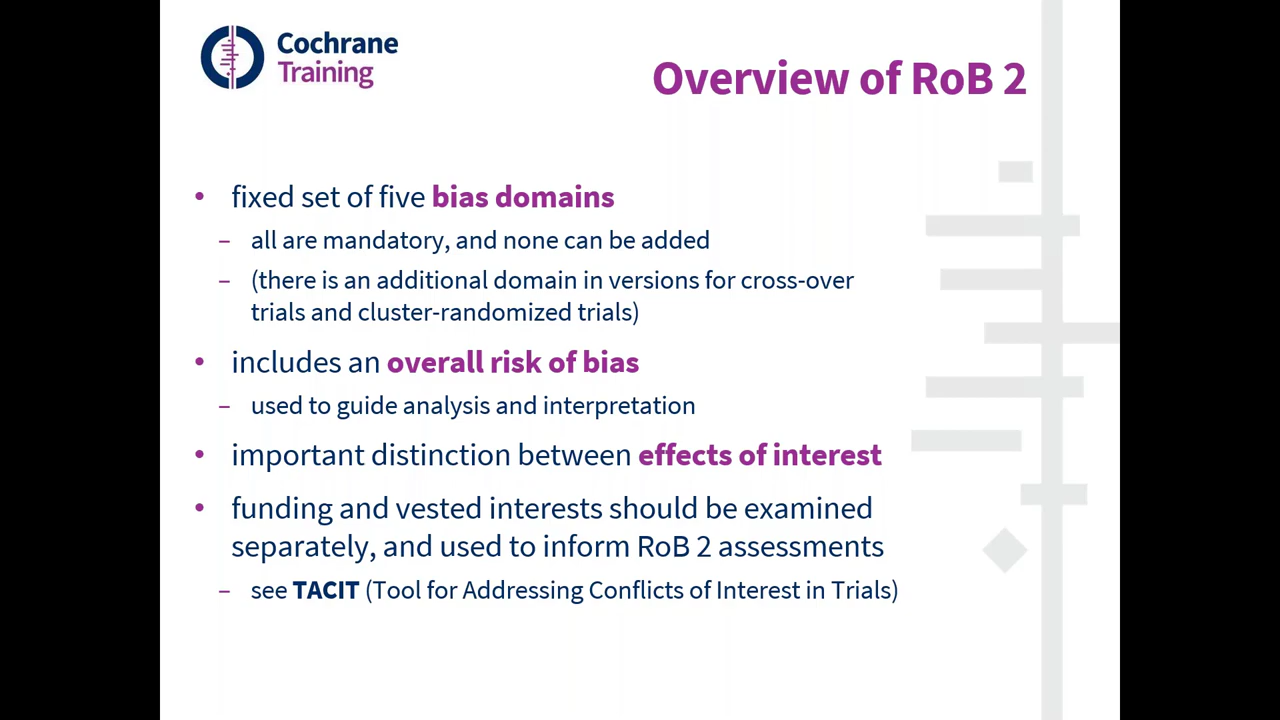 Cochrane
Training
Overview of RoB 2
• fixed set of five bias domains
– all are mandatory, and none can be added
– (there is an additional domain in versions for cross-over
trials and cluster-randomized trials)
• includes an overall risk of bias
– used to guide analysis and interpretation
• important distinction between effects of interest
• funding and vested interests should be examined
separately, and used to inform RoB 2 assessments
– see TACIT (Tool for Addressing Conflicts of Interest in Trials)